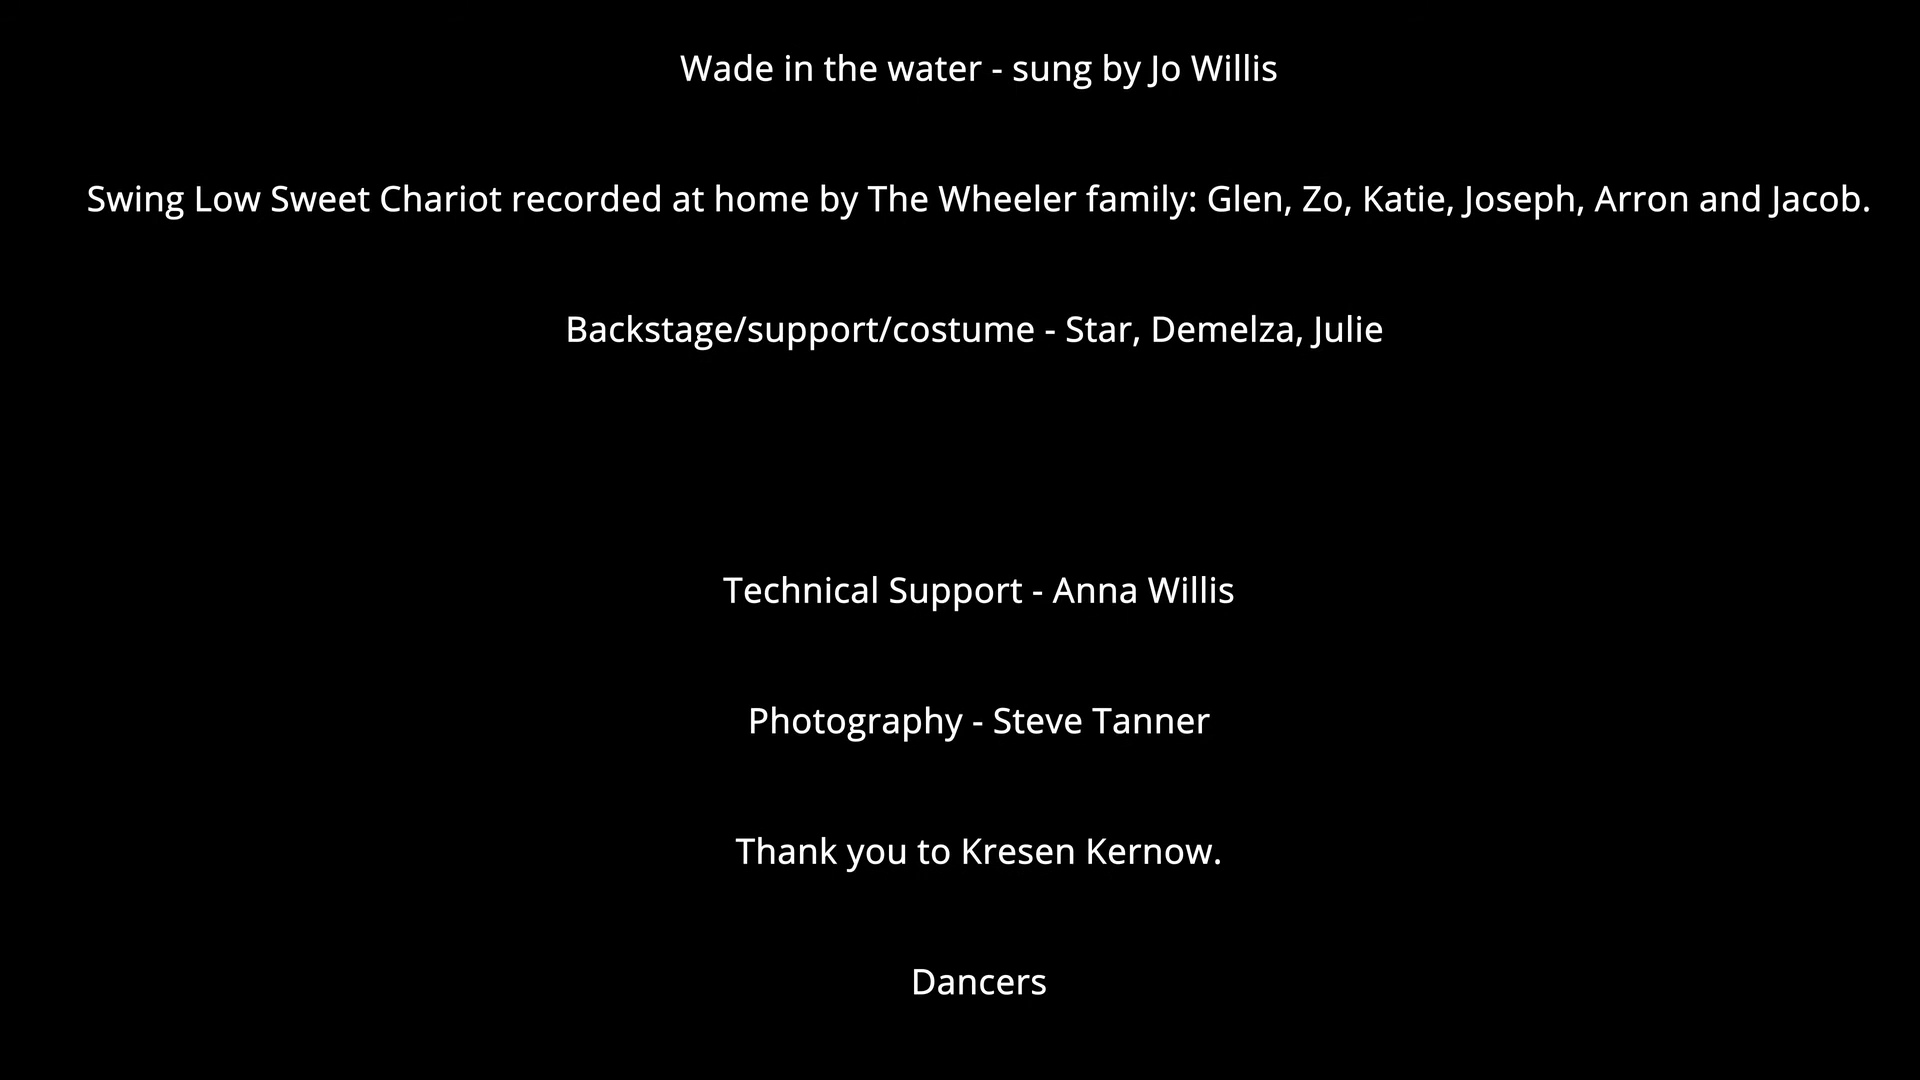 Wade in the water - sung by Jo Willis
Swing Low Sweet Chariot recorded at home by The Wheeler family: Glen, Zo, Katie, Joseph, Arron and Jacob.
Backstage/support/costume - Star, Demelza, Julie
Technical Support - Anna Willis
Photography - Steve Tanner
Thank you to Kresen Kernow.
Dancers